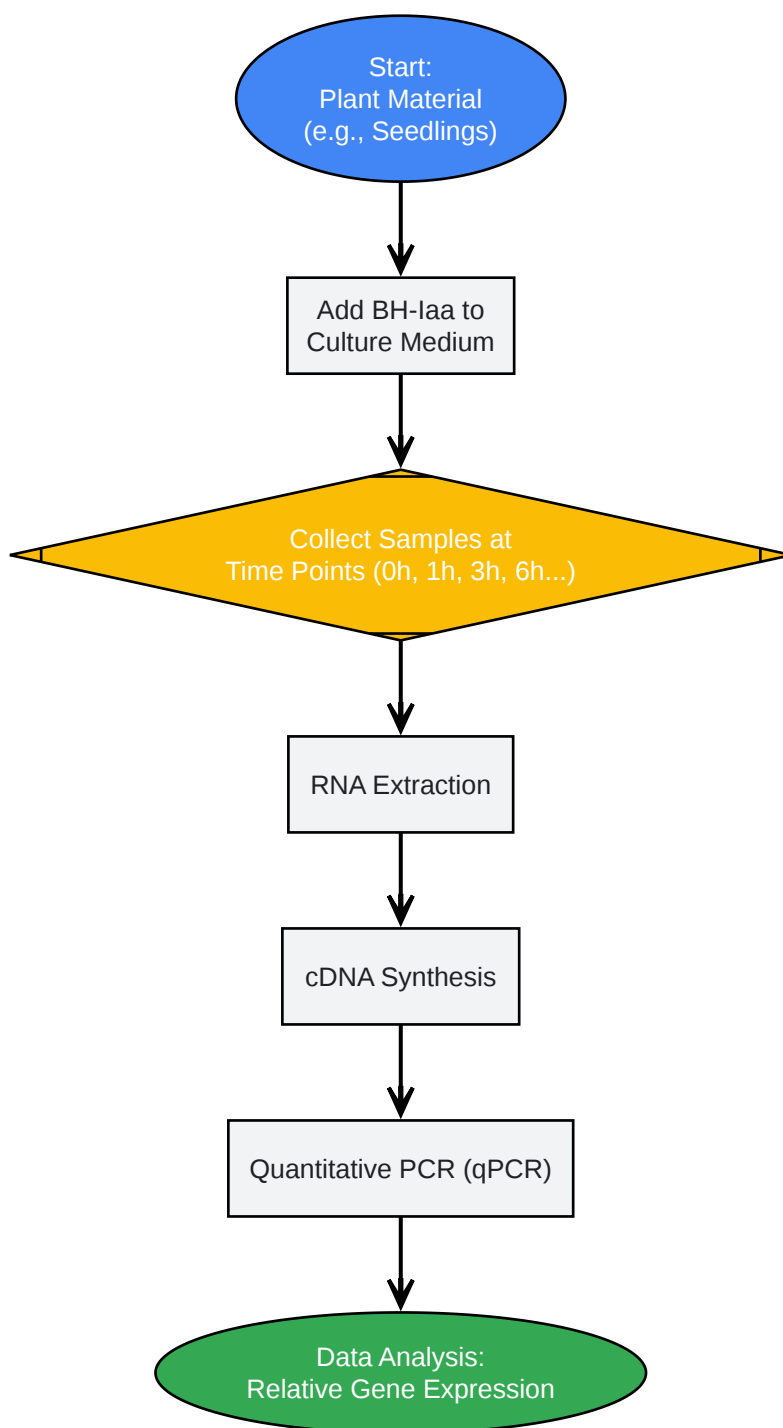 Start:
Plant Material
(e.g., Seedlings)
Add BH-Iaa to
Culture Medium
Collect Samples at
Time Points (0h, 1h, 3h, 6h...)
RNA Extraction
cDNA Synthesis
Quantitative PCR (qPCR)
Data Analysis:
Relative Gene Expression